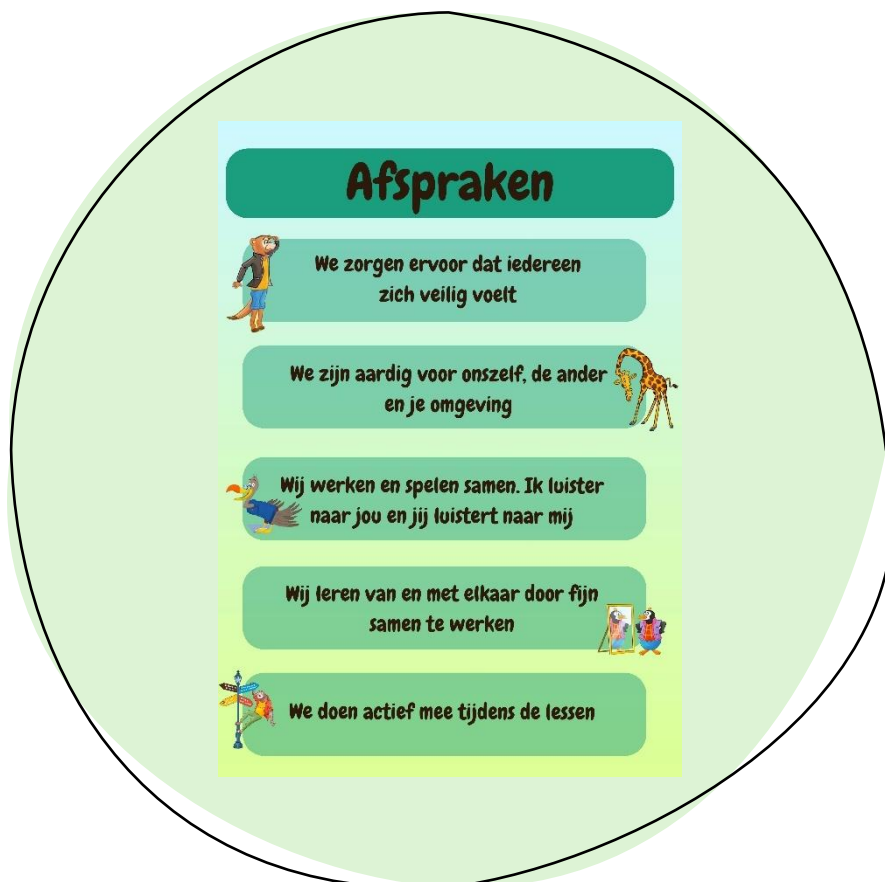 Afspraken
We zorgen ervoor dat iedereen
zich veilig voelt
We zijn aardig voor onszelf, de ander
en je omgeving
Wij werken en spelen samen. Ik luister
naar jou en jij luistert naar mij
Wij leren van en met elkaar door fijn
samen te werken
We doen actief mee tijdens de lessen